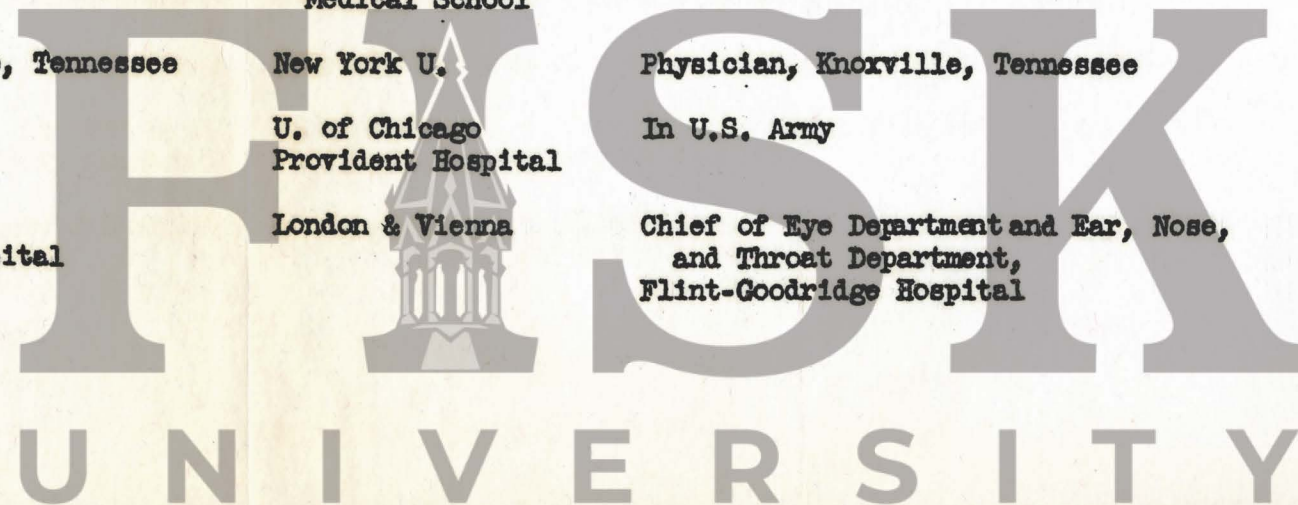 Medical School
, Tennessee New York U. Physician, Knoxville, Tennessee
U. of Chicago In U.S. Army
Provident Hospital
London & Vienna Chief of Eye Department and Ear, Nose,
ital and Throat Department,
Flint-Goodridge Hospital
FISK
UNIVERSITY